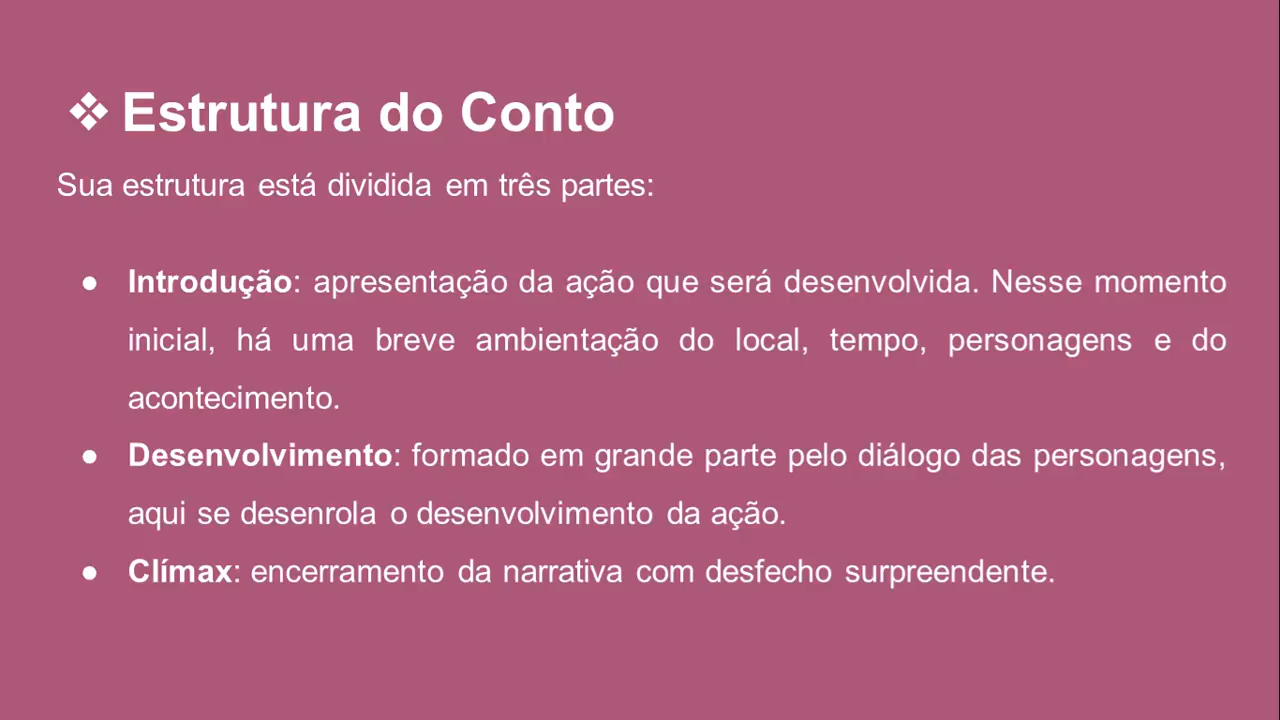 ❖ Estrutura do Conto
Sua estrutura está dividida em três partes:
● Introdução: apresentação da ação que será desenvolvida. Nesse momento
inicial, há uma breve ambientação do local, tempo, personagens e do
acontecimento.
● Desenvolvimento: formado em grande parte pelo diálogo das personagens,
aqui se desenrola o desenvolvimento da ação.
● Clímax: encerramento da narrativa com desfecho surpreendente.